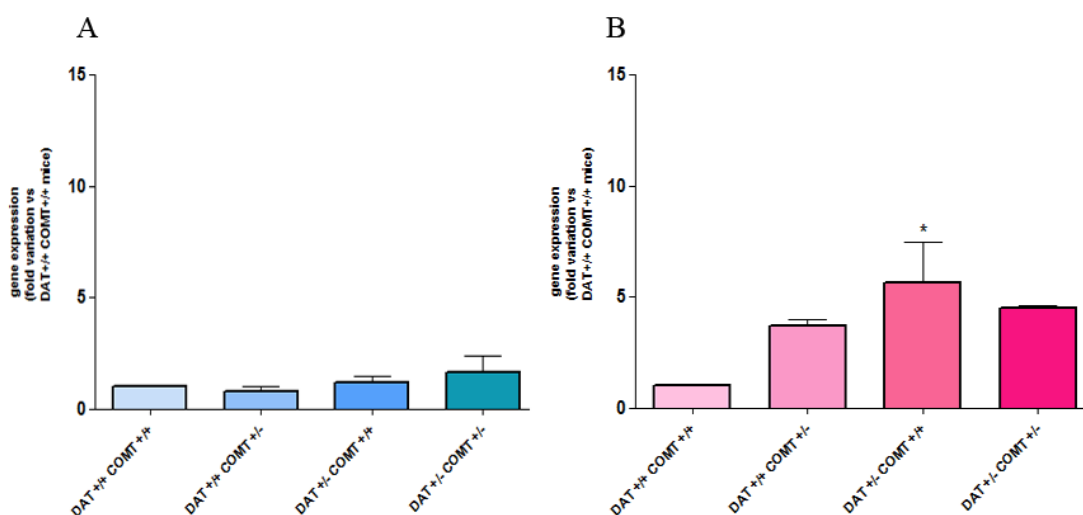 A
15
10
5
0
gene expression
(fold variation vs
DAT+/+ COMT+/+ mice)
DAT+/+ COMT+/+
DAT+/+ COMT+/-
DAT+/- COMT+/+
DAT+/- COMT+/-
B
15
10
5
0
gene expression
(fold variation vs
DAT+/+ COMT+/+ mice)
*
DAT+/+ COMT+/+
DAT+/+ COMT+/-
DAT+/- COMT+/+
DAT+/- COMT+/-